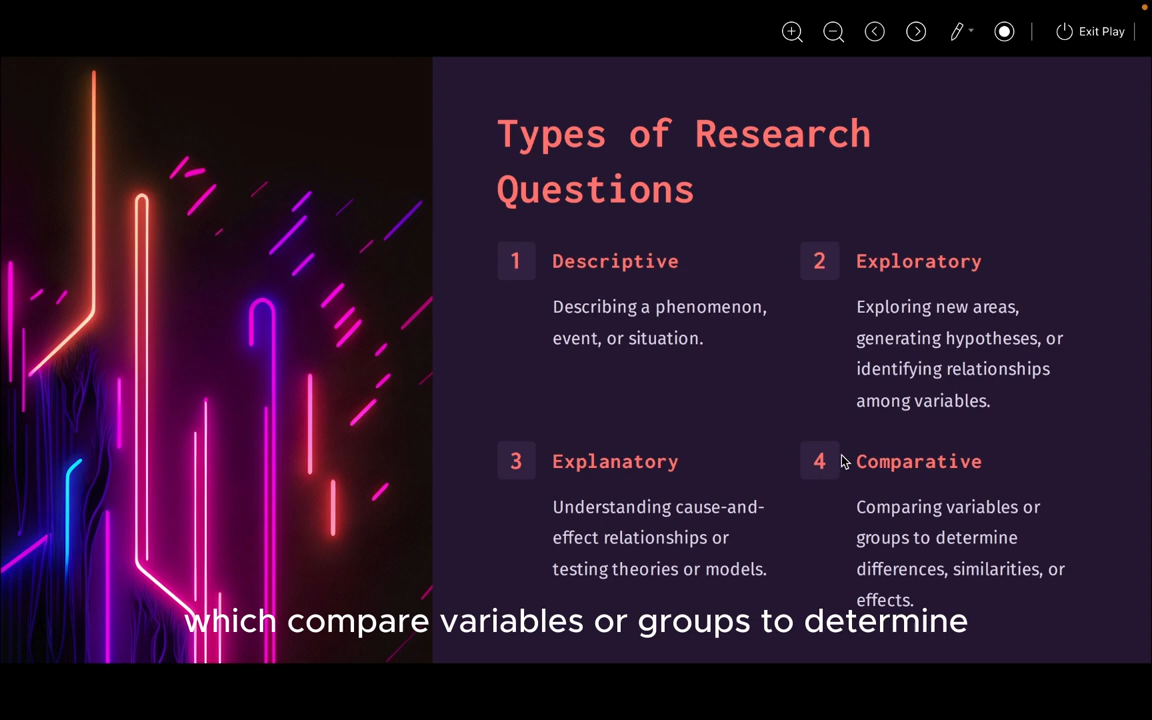 Exit Play
Types of Research
Questions
1
Descriptive
Describing a phenomenon,
event, or situation.
2
Exploratory
Exploring new areas,
generating hypotheses, or
identifying relationships
among variables.
3
Explanatory
Understanding cause-and-
effect relationships or
testing theories or models.
4
Comparative
Comparing variables or
groups to determine
differences, similarities, or
effects.
which compare variables or groups to determine